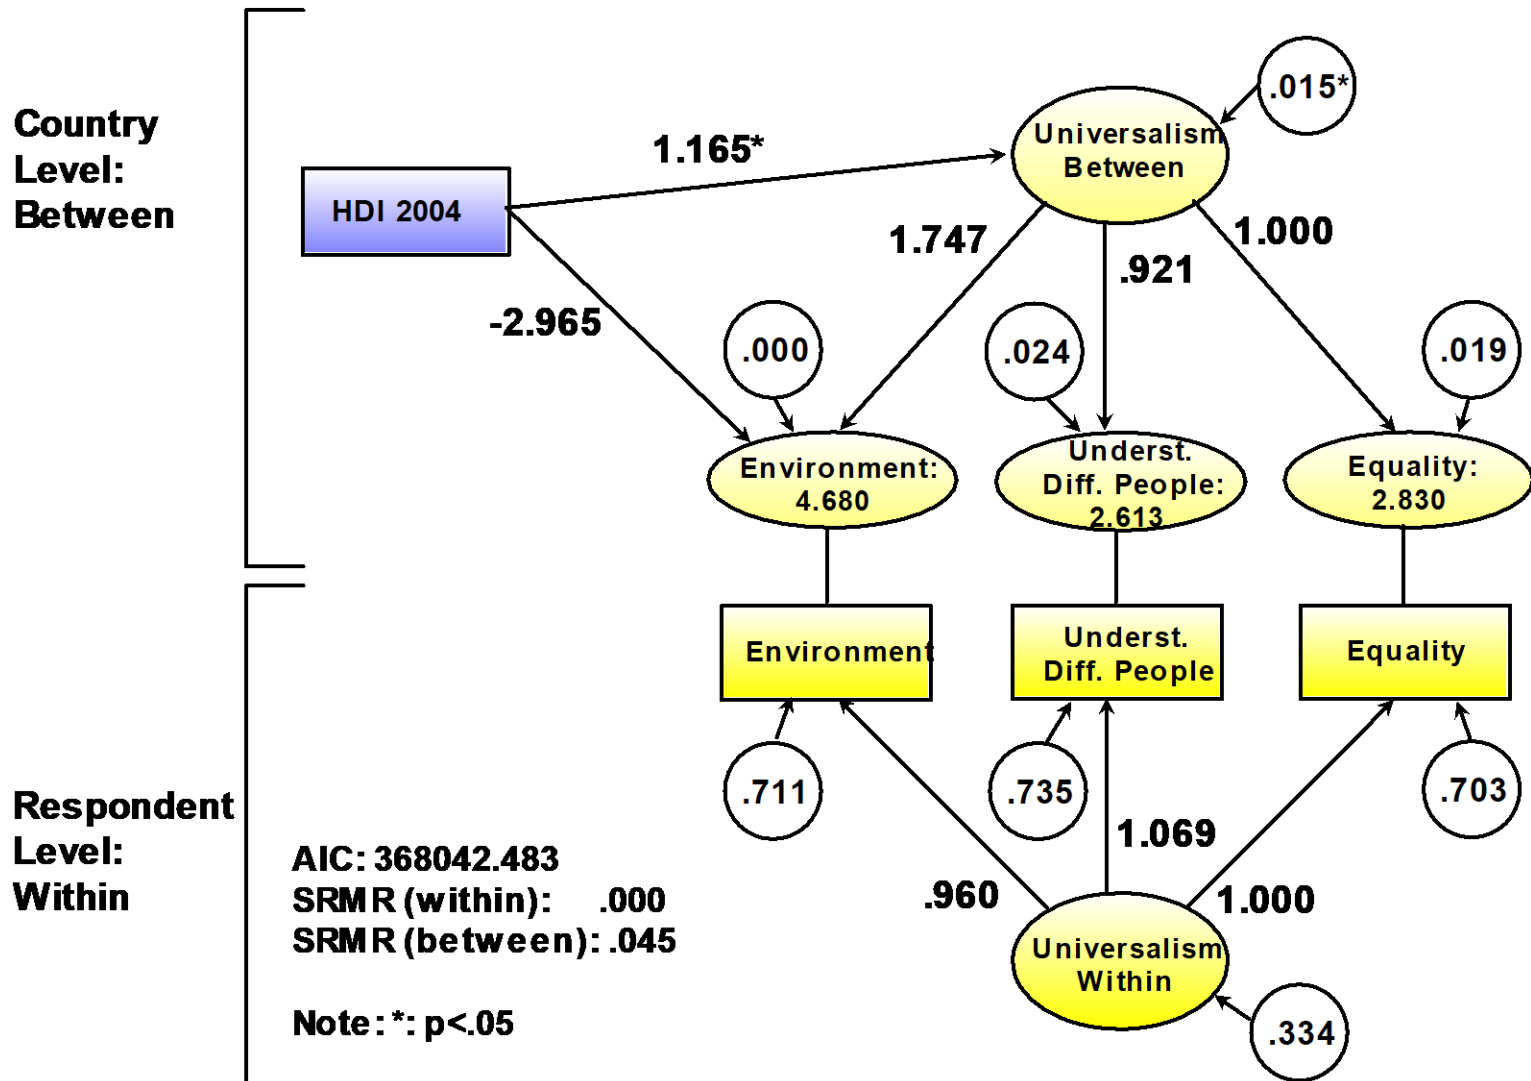 Country
Level:
Between
HDI 2004
1.165*
Universalism
Between
.015*
-2.965
1.747
.921
1.000
.000
.024
.019
Environment:
4.680
Underst.
Diff. People:
2.613
Equality:
2.830
Environment
Underst.
Diff. People
Equality
.711
.735
.703
Respondent
Level:
Within
.960
1.069
1.000
Universalism
Within
.334
AIC: 368042.483
SRMR (within): .000
SRMR (between): .045
Note: *: p<.05